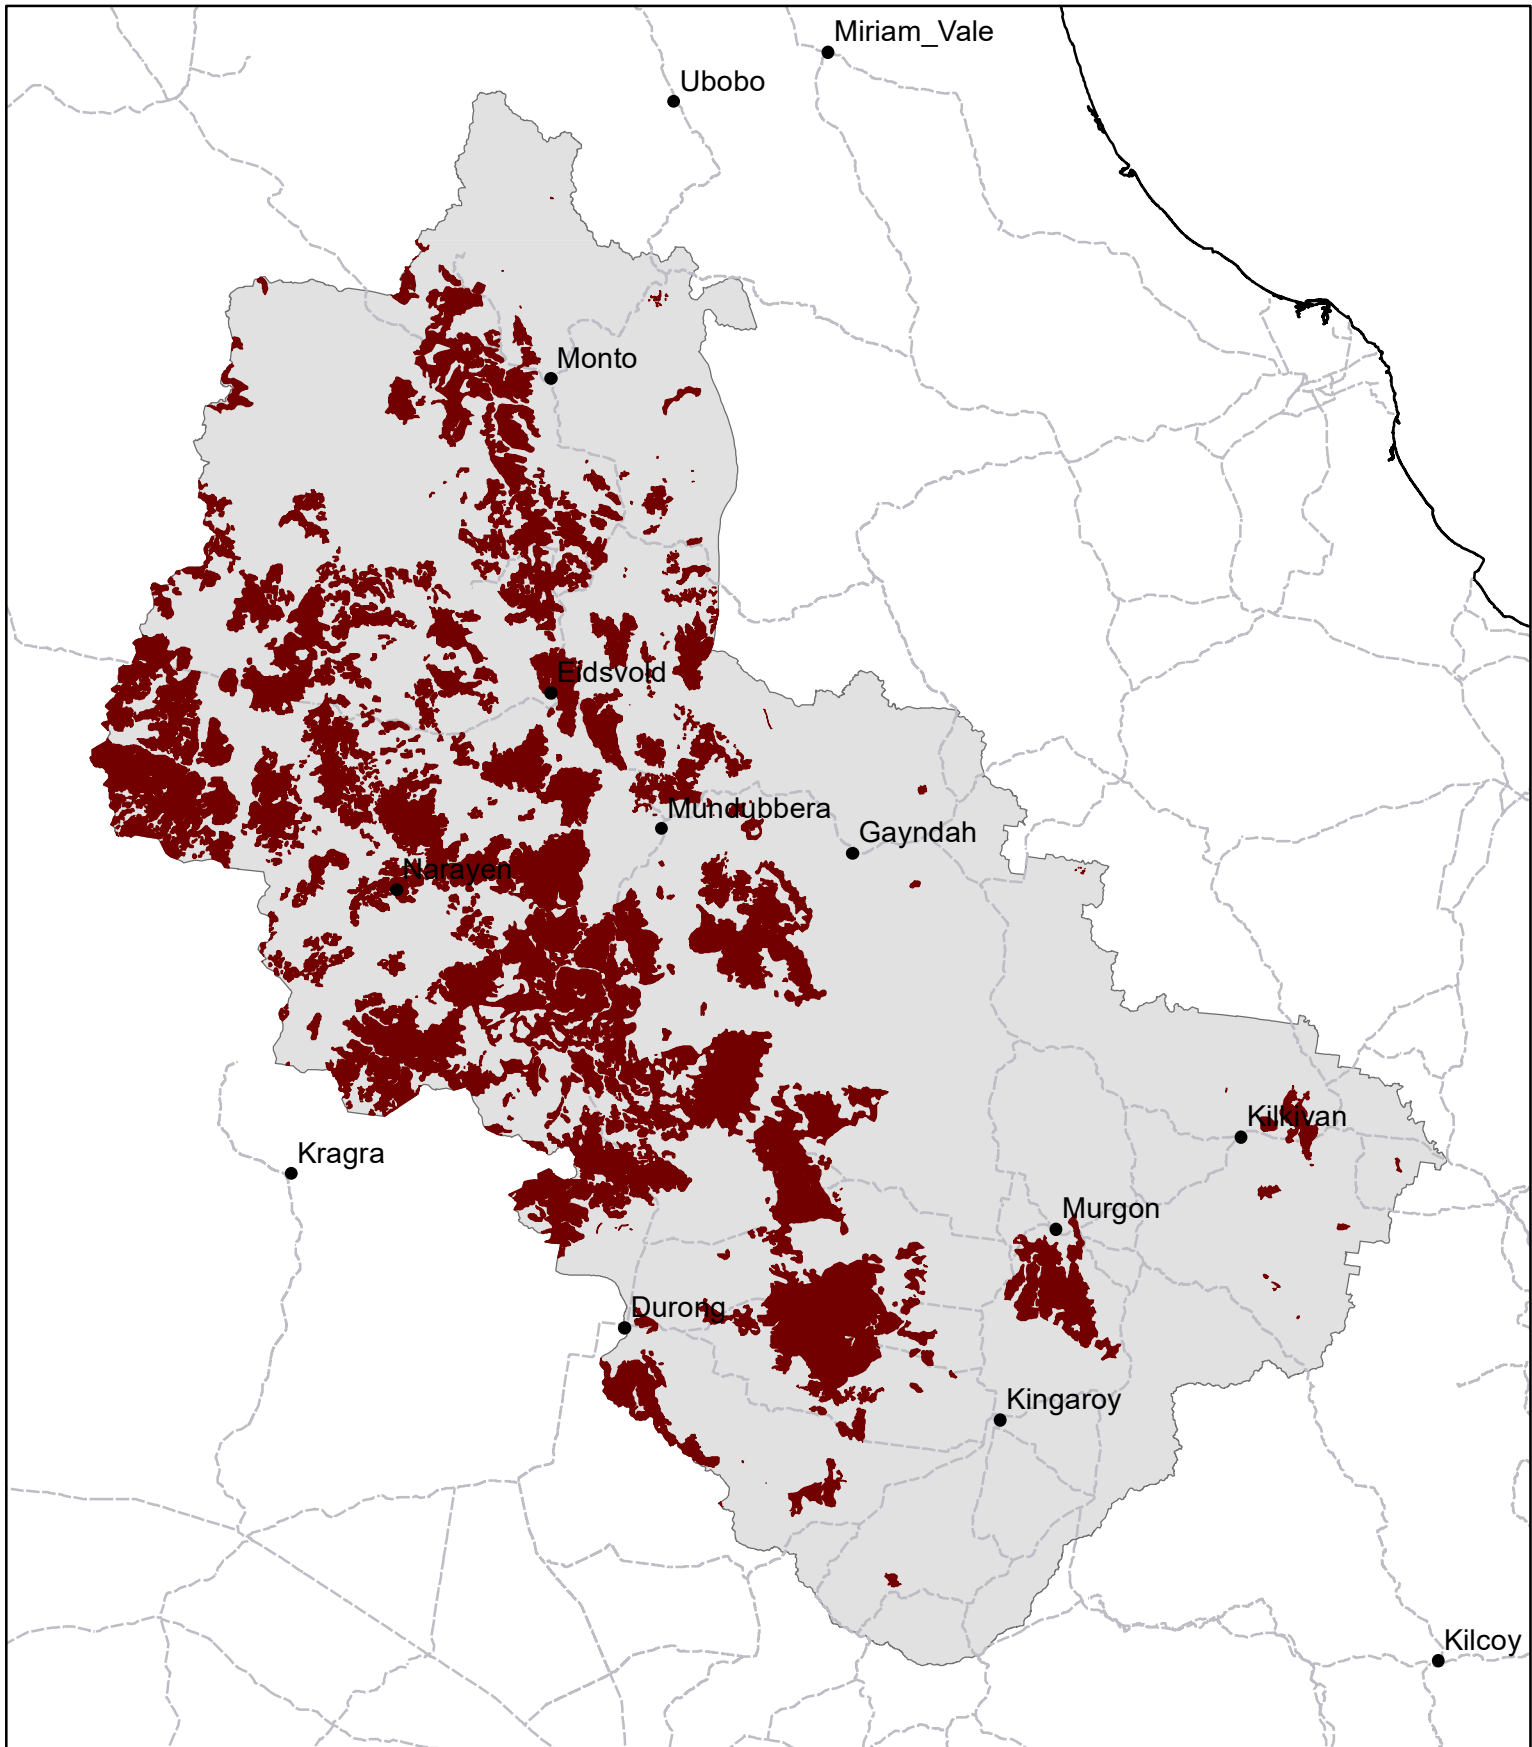 Miriam_Vale
Ubobo
Monto
Eidsvold
Mundubbera
Gayndah
Narayen
Kilkivan
Kragra
Murgon
Durong
Kingaroy
Kilcoy